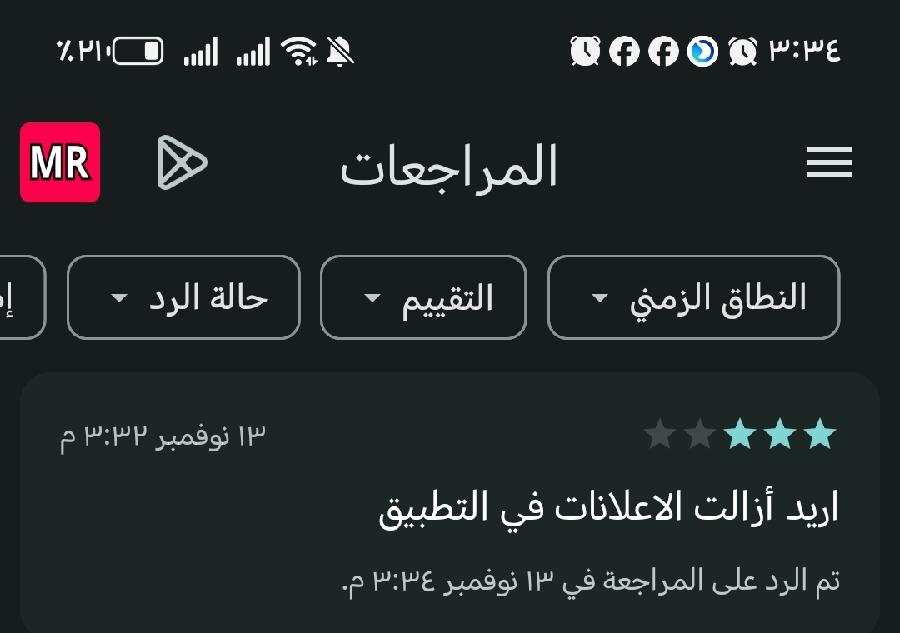 ٣:٣٤ ٪٢١
المراجعات MR
النطاق الزمني التقييم حالة الرد
١٣ نوفمبر ٣:٣٢ م
اريد أزالت الاعلانات في التطبيق
تم الرد على المراجعة في ١٣ نوفمبر ٣:٣٤ م.